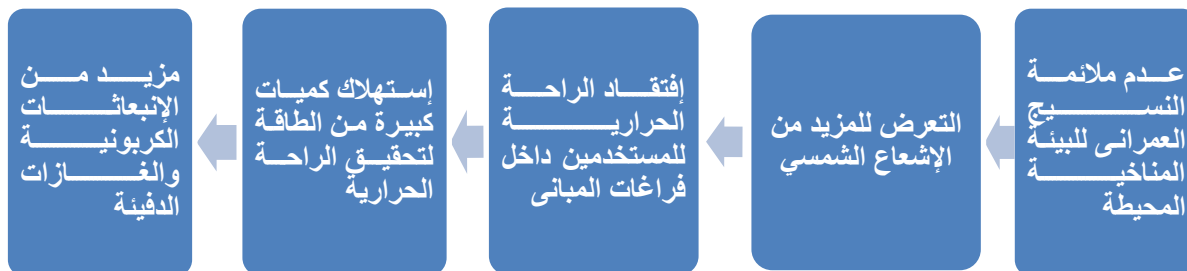 عدم ملائمة
النسيج
العمرانى للبيئة
المناخية
المحيطة
التعرض للمزيد من
الإشعاع الشمسي
إفتقاد الراحة
الحرارية
للمستخدمين داخل
فراغات المبانى
إستهلاك كميات
كبيرة من الطاقة
لتحقيق الراحة
الحرارية
مزيد من
الإنبعاثات
الكربونية
والغازات
الدفيئة